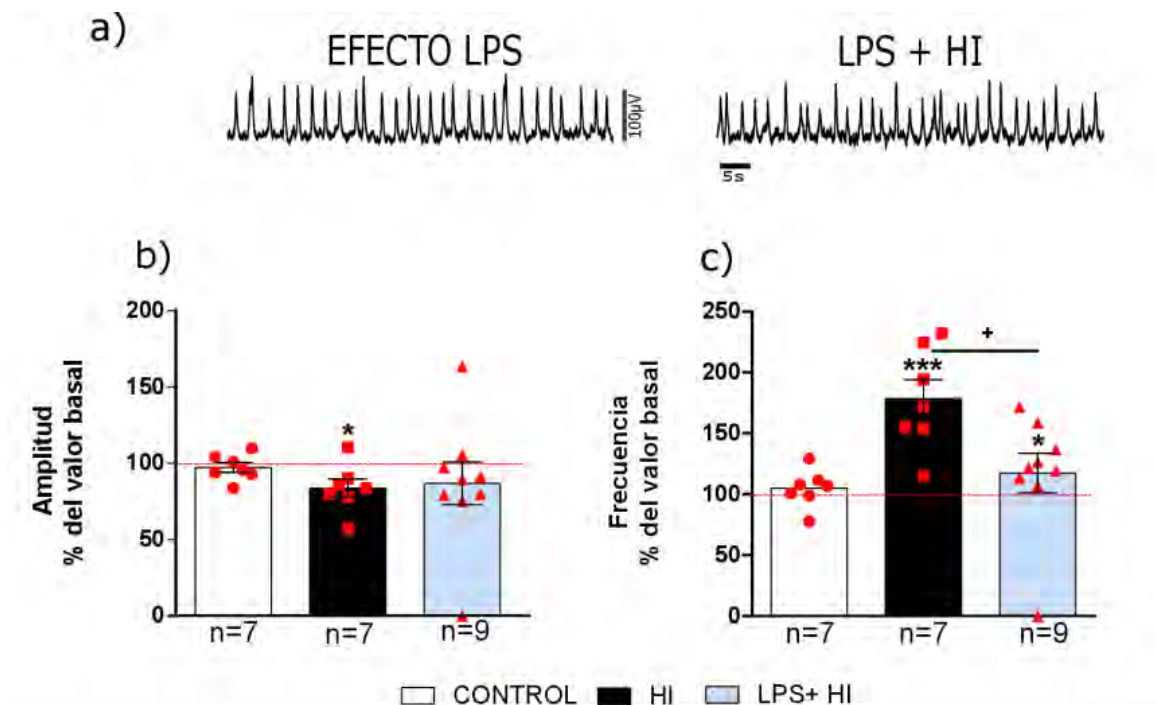 a)
EFECTO LPS
LPS + HI
100µV
5s
b)
c)
Amplitud
% del valor basal
200
150
100
50
0
*
n=7
n=7
n=9
Frecuencia
% del valor basal
250
200
150
100
50
0
***
+
*
n=7
n=7
n=9
CONTROL
HI
LPS+ HI